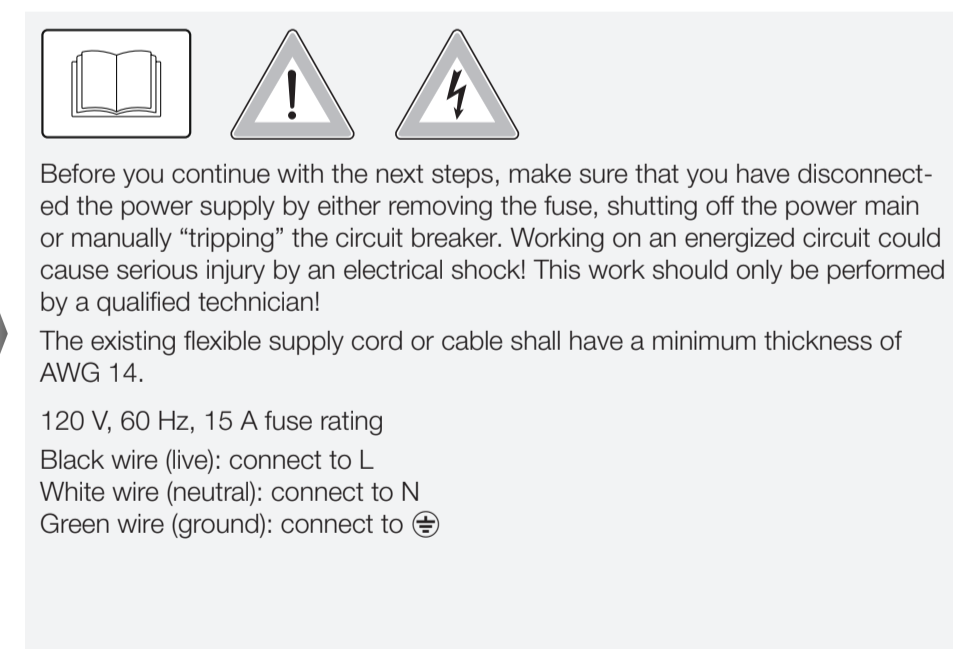 Before you continue with the next steps, make sure that you have disconnect-
ed the power supply by either removing the fuse, shutting off the power main
or manually “tripping” the circuit breaker. Working on an energized circuit could
cause serious injury by an electrical shock! This work should only be performed
by a qualified technician!
The existing flexible supply cord or cable shall have a minimum thickness of
AWG 14.
120 V, 60 Hz, 15 A fuse rating
Black wire (live): connect to L
White wire (neutral): connect to N
Green wire (ground): connect to ⏚